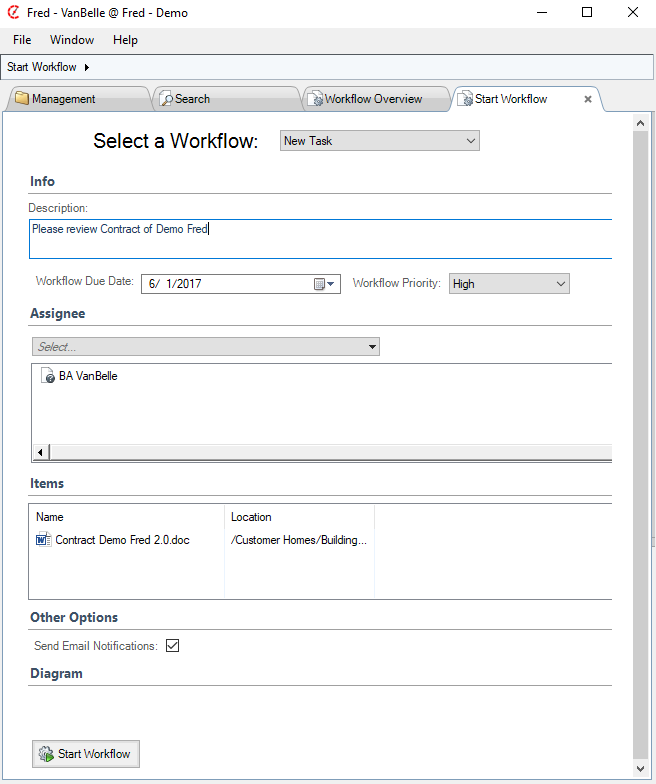 Fred - VanBelle @ Fred - Demo
File Window Help
Start Workflow
Management Search Workflow Overview Start Workflow
Select a Workflow: New Task
Info
Description:
Please review Contract of Demo Fred
Workflow Due Date: 6/ 1/2017 Workflow Priority: High
Assignee
Select...
BA VanBelle
Items
Name Location
Contract Demo Fred 2.0.doc /Customer Homes/Building...
Other Options
Send Email Notifications:
Diagram
Start Workflow